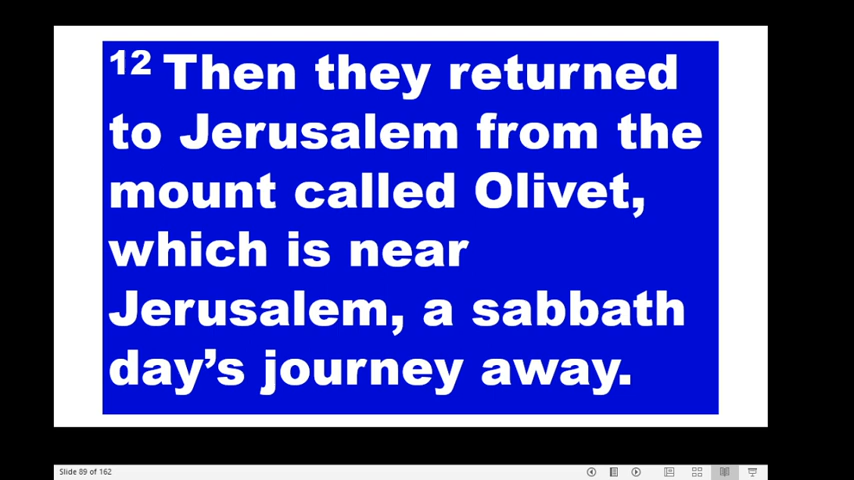 12 Then they returned
to Jerusalem from the
mount called Olivet,
which is near
Jerusalem, a sabbath
day’s journey away.
Slide 89 of 162